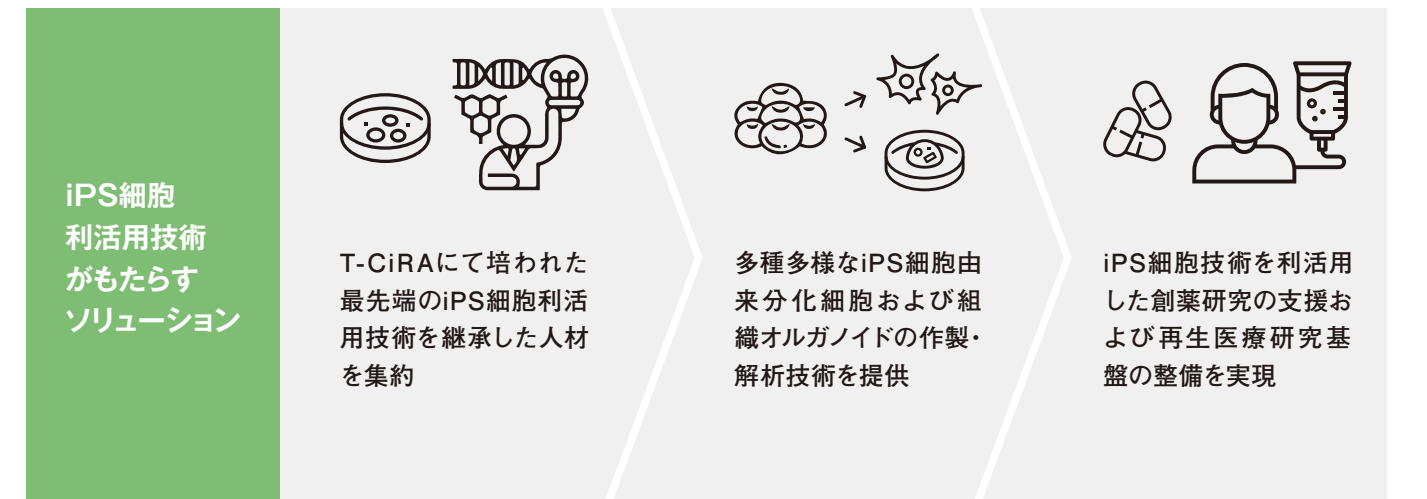 iPS細胞
利活用技術
がもたらす
ソリューション
T-CiRAにて培われた
最先端のiPS細胞利活
用技術を継承した人材
を集約
多種多様なiPS細胞由
来分化細胞および組
織オルガノイドの作製・
解析技術を提供
iPS細胞技術を利活用
した創薬研究の支援お
よび再生医療研究基
盤の整備を実現